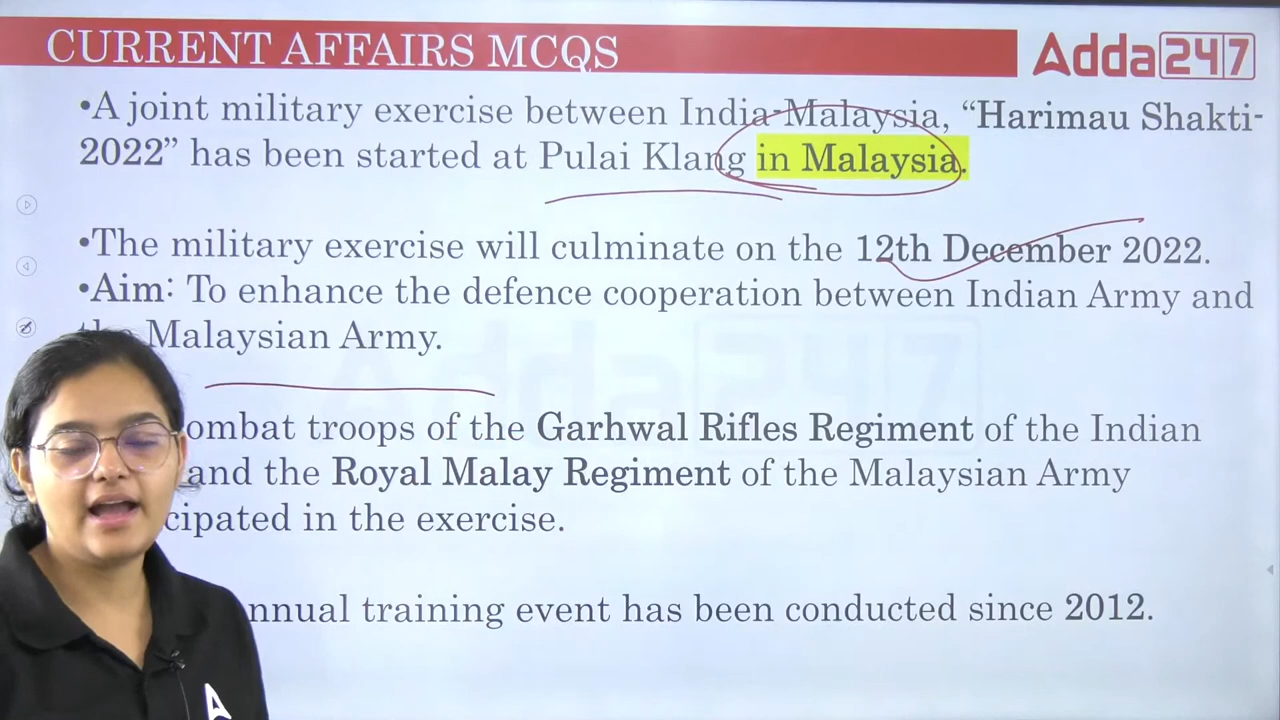 CURRENT AFFAIRS MCQS
Adda247
•A joint military exercise between India-Malaysia, “Harimau Shakti-
2022” has been started at Pulai Klang in Malaysia.
•The military exercise will culminate on the 12th December 2022.
•Aim: To enhance the defence cooperation between Indian Army and
Malaysian Army.
troops of the Garhwal Rifles Regiment of the Indian
and the Royal Malay Regiment of the Malaysian Army
in the exercise.
training event has been conducted since 2012.